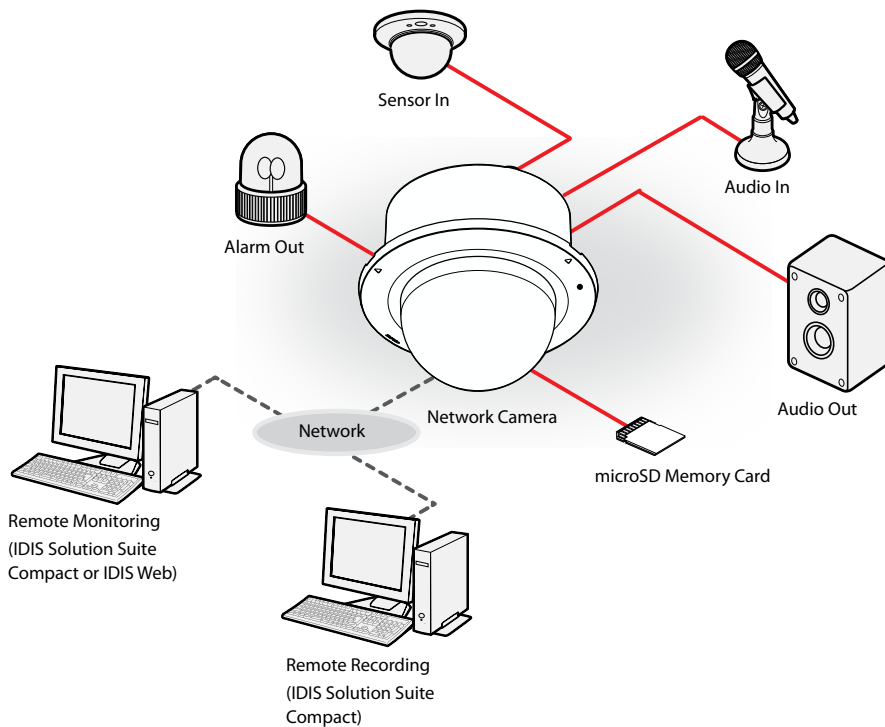 Sensor In
Audio In
Alarm Out
Audio Out
Network Camera
Network
microSD Memory Card
Remote Monitoring
(IDIS Solution Suite
Compact or IDIS Web)
Remote Recording
(IDIS Solution Suite
Compact)